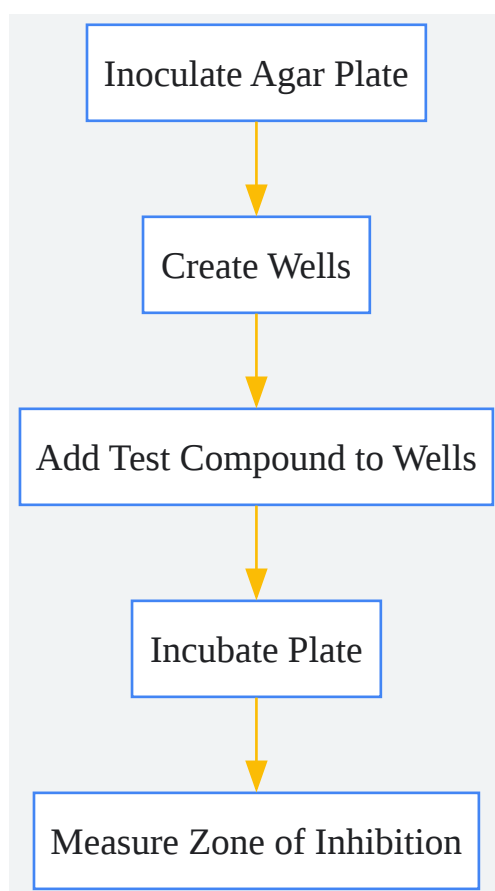 Inoculate Agar Plate
Create Wells
Add Test Compound to Wells
Incubate Plate
Measure Zone of Inhibition